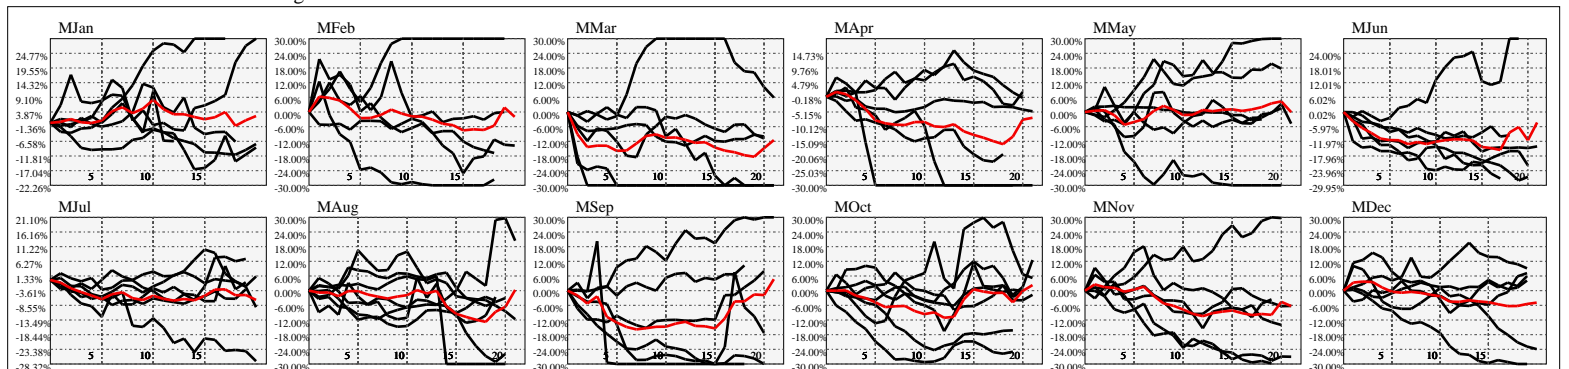 MJan MFeb MMar MApr MMay MJun
24.77% 19.55% 14.32% 9.10% 3.87% -1.36% -6.58% -11.81% -17.04% -22.26% 5 10 15
30.00% 24.00% 18.00% 12.00% 6.00% 0.00% -6.00% -12.00% -18.00% -24.00% -30.00% 5 10 15
30.00% 24.00% 18.00% 12.00% 6.00% 0.00% -6.00% -12.00% -18.00% -24.00% -30.00% 5 10 15 20
14.73% 9.76% 4.79% -0.18% -5.15% -10.12% -15.09% -20.06% -25.03% -30.00% 5 10 15 20
30.00% 24.00% 18.00% 12.00% 6.00% 0.00% -6.00% -12.00% -18.00% -24.00% -30.00% 5 10 15 20
24.00% 18.01% 12.01% 6.02% 0.02% -5.97% -11.97% -17.96% -23.96% -29.95% 5 10 15 20
MJul MAug MSep MOct MNov MDec
21.10% 16.16% 11.22% 6.27% 1.33% -3.61% -8.55% -13.49% -18.44% -23.38% -28.32% 5 10 15
30.00% 24.00% 18.00% 12.00% 6.00% 0.00% -6.00% -12.00% -18.00% -24.00% -30.00% 5 10 15
30.00% 24.00% 18.00% 12.00% 6.00% 0.00% -6.00% -12.00% -18.00% -24.00% -30.00% 5 10 15 20
30.00% 24.00% 18.00% 12.00% 6.00% 0.00% -6.00% -12.00% -18.00% -24.00% -30.00% 5 10 15 20
30.00% 24.00% 18.00% 12.00% 6.00% 0.00% -6.00% -12.00% -18.00% -24.00% -30.00% 5 10 15 20
30.00% 24.00% 18.00% 12.00% 6.00% 0.00% -6.00% -12.00% -18.00% -24.00% -30.00% 5 10 15